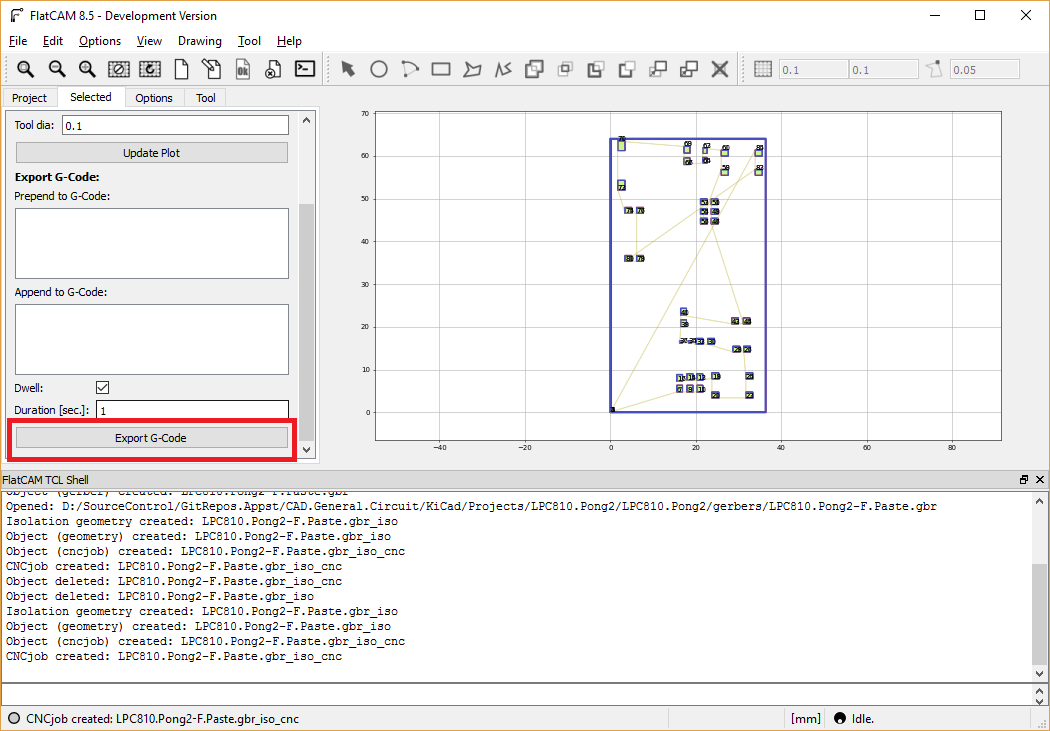 FlatCAM 8.5 - Development Version
File Edit Options View Drawing Tool Help
Ok
0.1 0.1 0.05
Project Selected Options Tool
Tool dia: 0.1
Update Plot
Export G-Code:
Prepend to G-Code:
Append to G-Code:
Dwell:
Duration [sec.]: 1
Export G-Code
70
60
50
40
30
20
10
0
−40 −20 0 20 40 60 80
FlatCAM TCL Shell
Object (gerber) created: LPC810.Pong2-F.Paste.gbr
Opened: D:/SourceControl/GitRepos.Appst/CAD.General.Circuit/KiCad/Projects/LPC810.Pong2/LPC810.Pong2/gerbers/LPC810.Pong2-F.Paste.gbr
Isolation geometry created: LPC810.Pong2-F.Paste.gbr_iso
Object (geometry) created: LPC810.Pong2-F.Paste.gbr_iso
Object (cncjob) created: LPC810.Pong2-F.Paste.gbr_iso_cnc
CNCjob created: LPC810.Pong2-F.Paste.gbr_iso_cnc
Object deleted: LPC810.Pong2-F.Paste.gbr_iso_cnc
Object deleted: LPC810.Pong2-F.Paste.gbr_iso
Isolation geometry created: LPC810.Pong2-F.Paste.gbr_iso
Object (geometry) created: LPC810.Pong2-F.Paste.gbr_iso
Object (cncjob) created: LPC810.Pong2-F.Paste.gbr_iso_cnc
CNCjob created: LPC810.Pong2-F.Paste.gbr_iso_cnc
CNCjob created: LPC810.Pong2-F.Paste.gbr_iso_cnc [mm] Idle.